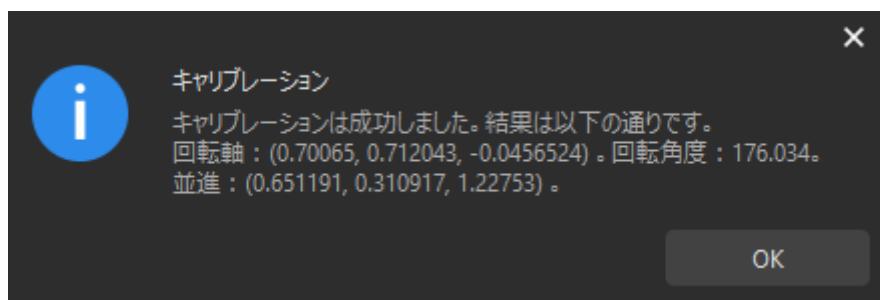 キャリブレーション
キャリブレーションは成功しました。結果は以下の通りです。
回転軸：(0.70065, 0.712043, -0.0456524) 。回転角度：176.034。
並進：(0.651191, 0.310917, 1.22753) 。
OK